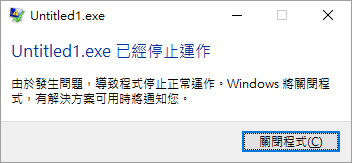 Untitled1.exe
Untitled1.exe 已經停止運作
由於發生問題，導致程式停止正常運作。Windows 將關閉程
式，有解決方案可用時將通知您。
關閉程式(C)